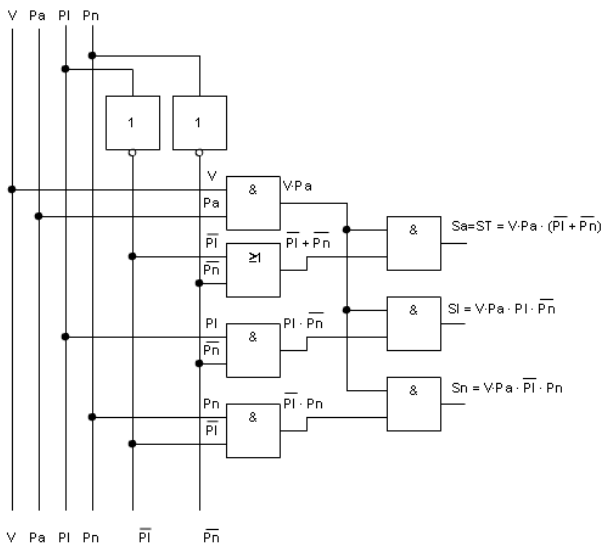 V Pa Pl Pn
1 1
V & V·Pa
Pa
& Sa=ST = V·Pa · (P̅l̅ + P̅n̅)
P̅l̅ ≥1 P̅l̅ + P̅n̅
P̅n̅
& Sl = V·Pa · Pl · P̅n̅
Pl & Pl · P̅n̅
P̅n̅
& Sn = V·Pa · P̅l̅ · Pn
Pn & P̅l̅ · Pn
P̅l̅
V Pa Pl Pn P̅l̅ P̅n̅